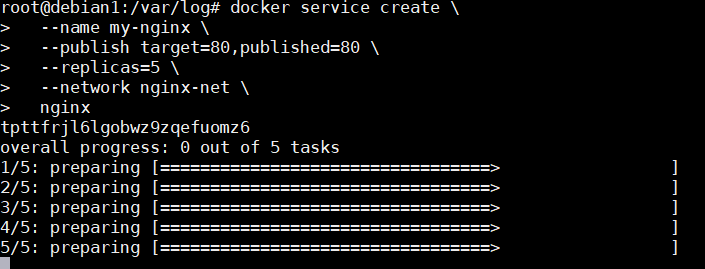 root@debian1:/var/log# docker service create \
>   --name my-nginx \
>   --publish target=80,published=80 \
>   --replicas=5 \
>   --network nginx-net \
>   nginx
tpttfrjl6lgobwz9zqefuomz6
overall progress: 0 out of 5 tasks
1/5: preparing [=================================>                 ]
2/5: preparing [=================================>                 ]
3/5: preparing [=================================>                 ]
4/5: preparing [=================================>                 ]
5/5: preparing [=================================>                 ]